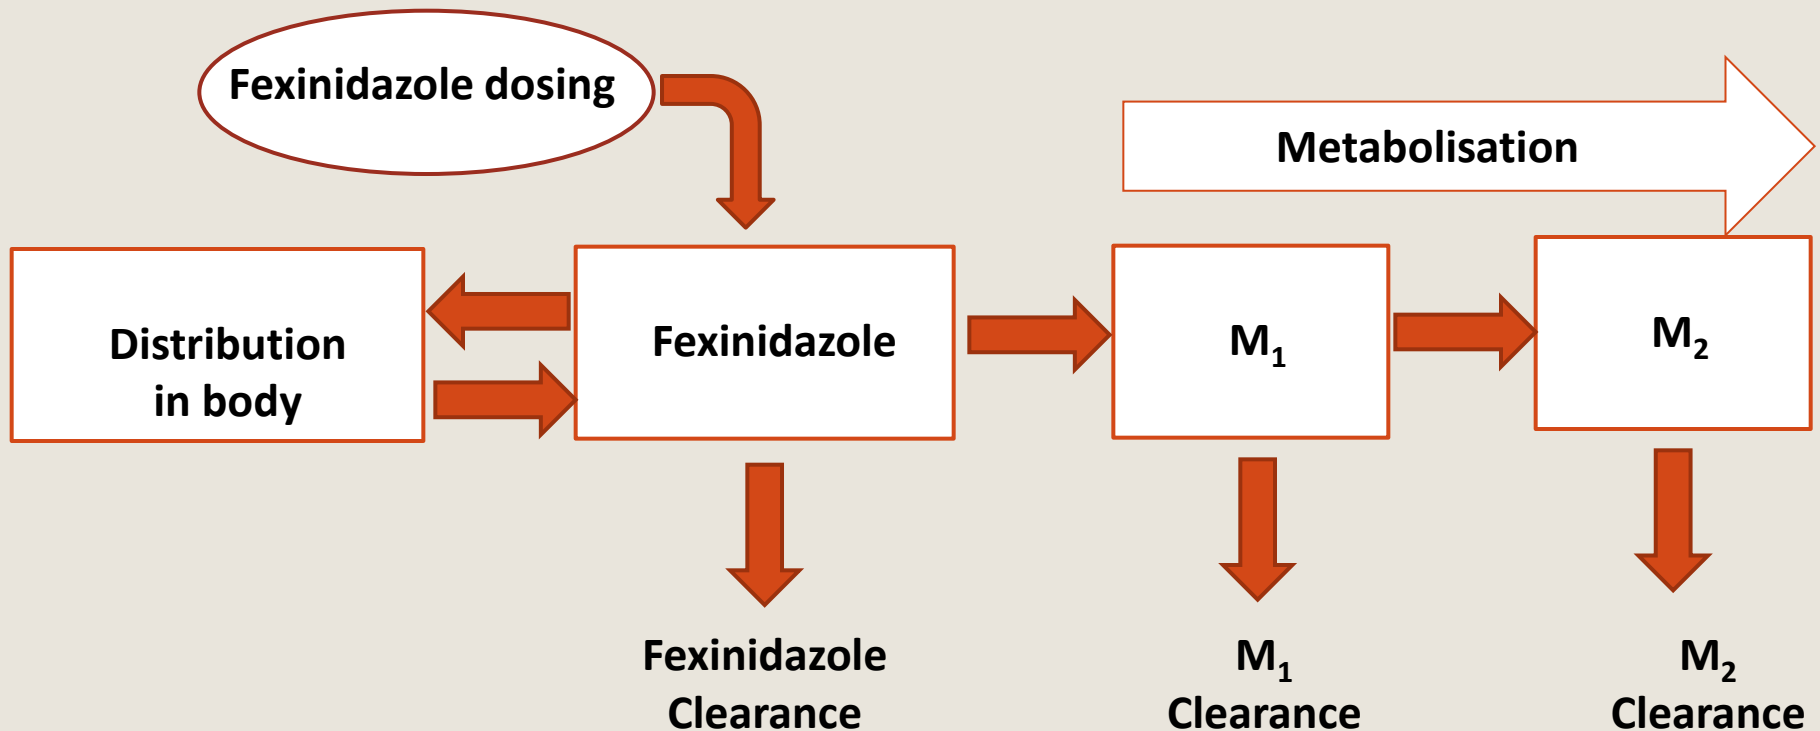 Fexinidazole dosing
Metabolisation
Distribution
in body
Fexinidazole
M₁
M₂
Fexinidazole
Clearance
M₁
Clearance
M₂
Clearance